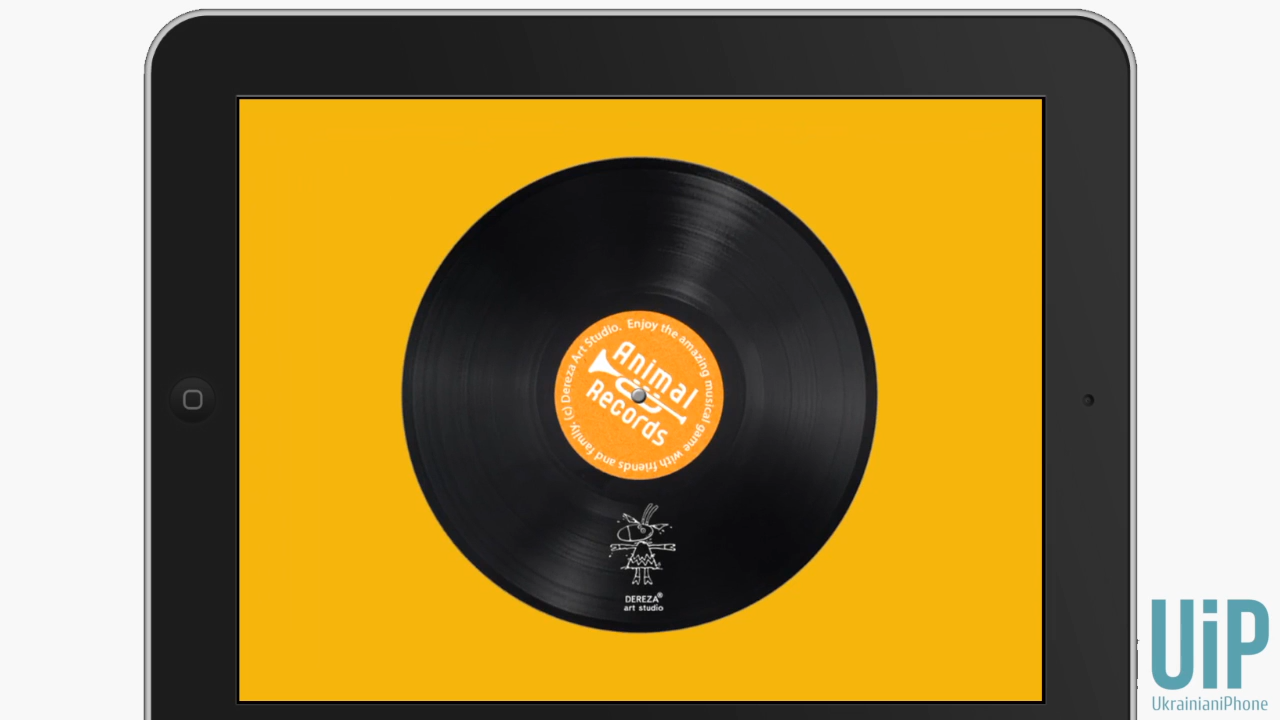 Enjoy the amazing musical game with friends and family. (c) Dereza Art Studio.
Animal
Records
DEREZA®
art studio
UiP
UkrainianiPhone